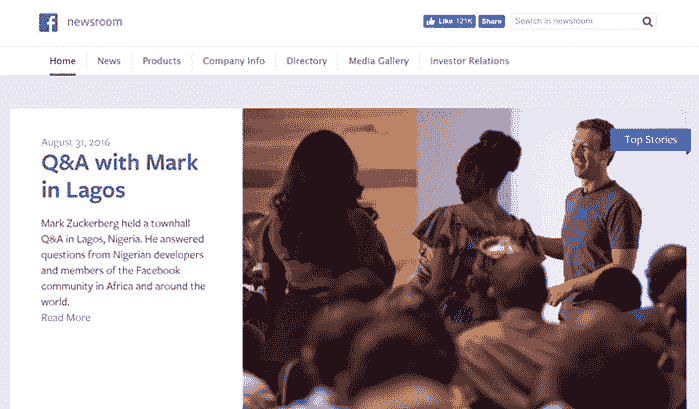 newsroom
Like 121K
Share
Search in newsroom
Home News Products Company Info Directory Media Gallery Investor Relations
Top Stories
August 31, 2016
Q&A with Mark
in Lagos
Mark Zuckerberg held a townhall
Q&A in Lagos, Nigeria. He answered
questions from Nigerian developers
and members of the Facebook
community in Africa and around the
world.
Read More